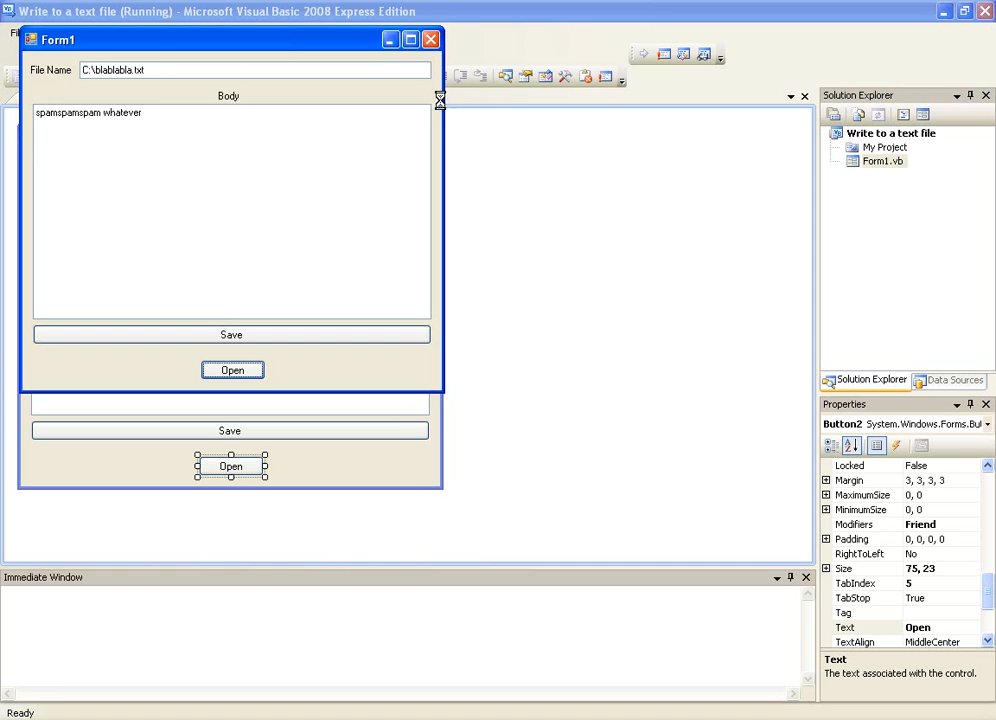 Write to a text file (Running) - Microsoft Visual Basic 2008 Express Edition
Form1
File Name
C:\blablabla.txt
Body
spamspamspam whatever
Save
Open
Save
Open
Solution Explorer
Write to a text file
My Project
Form1.vb
Solution Explorer
Data Sources
Properties
Button2 System.Windows.Forms.But
Locked False
Margin 3, 3, 3, 3
MaximumSize 0, 0
MinimumSize 0, 0
Modifiers Friend
Padding 0, 0, 0, 0
RightToLeft No
Size 75, 23
TabIndex 5
TabStop True
Tag
Text Open
TextAlign MiddleCenter
Text
The text associated with the control.
Immediate Window
Ready